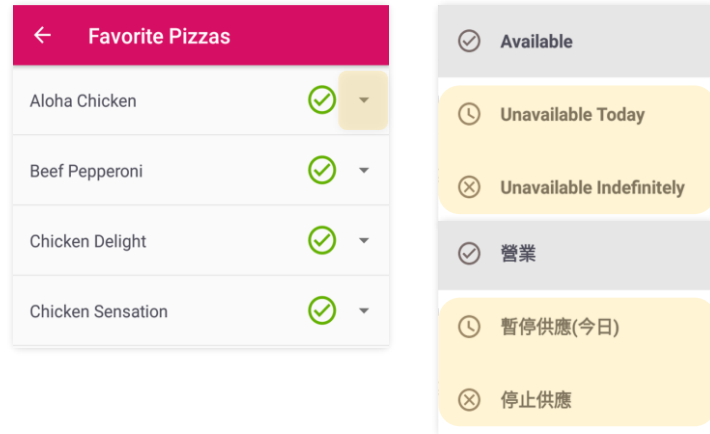 Favorite Pizzas
Aloha Chicken
Beef Pepperoni
Chicken Delight
Chicken Sensation
Available
Unavailable Today
Unavailable Indefinitely
營業
暫停供應(今日)
停止供應